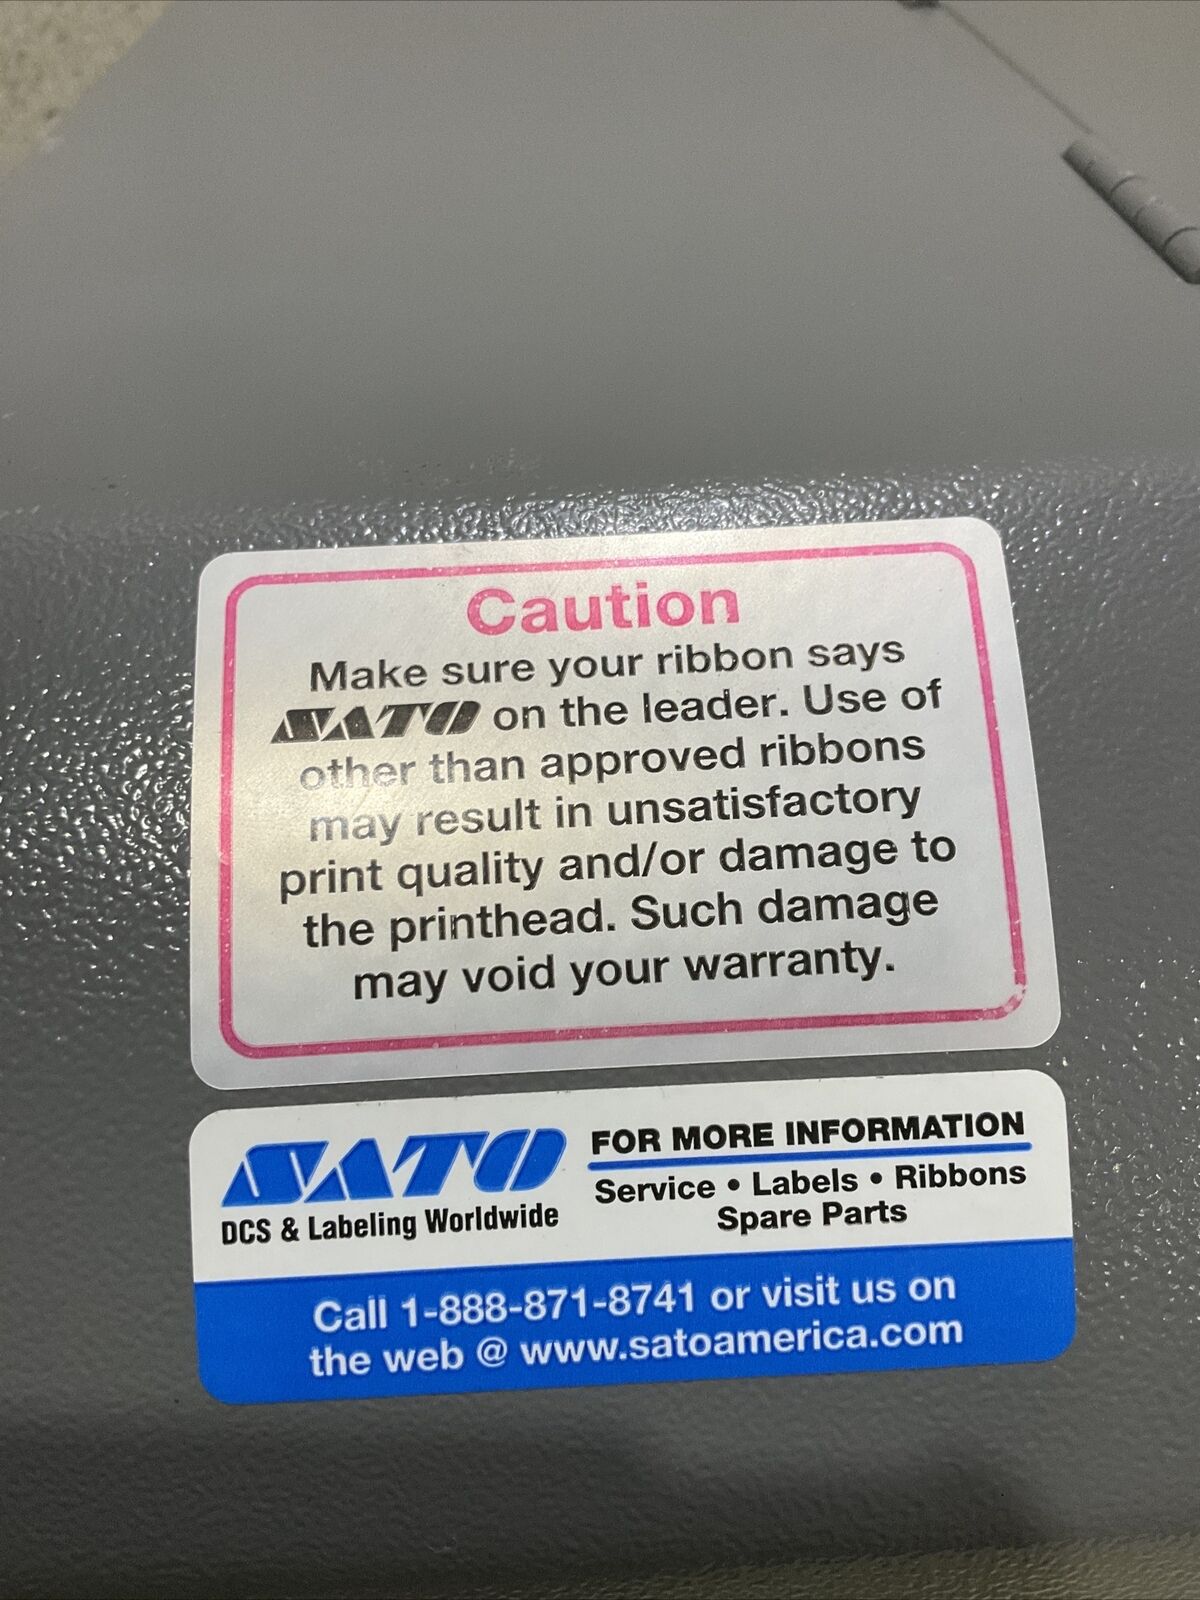 Caution
Make sure your ribbon says
SATO on the leader. Use of
other than approved ribbons
may result in unsatisfactory
print quality and/or damage to
the printhead. Such damage
may void your warranty.
SATO
DCS & Labeling Worldwide
FOR MORE INFORMATION
Service • Labels • Ribbons
Spare Parts
Call 1-888-871-8741 or visit us on
the web @ www.satoamerica.com